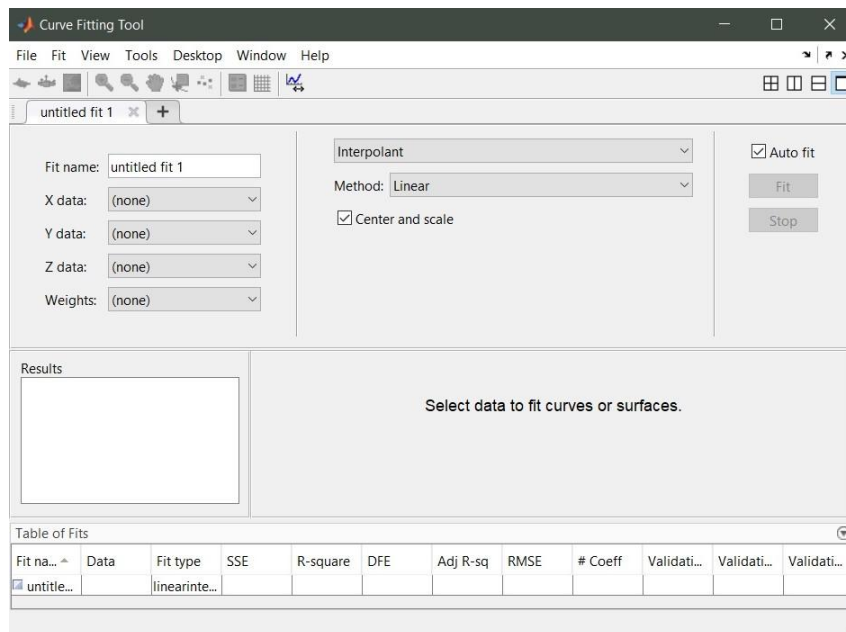 Curve Fitting Tool
File Fit View Tools Desktop Window Help
untitled fit 1
Fit name: untitled fit 1
X data: (none)
Y data: (none)
Z data: (none)
Weights: (none)
Interpolant
Method: Linear
Center and scale
Auto fit
Fit
Stop
Results
Select data to fit curves or surfaces.
Table of Fits
Fit na... Data Fit type SSE R-square DFE Adj R-sq RMSE # Coeff Validati... Validati... Validati...
untitle... linearinte...